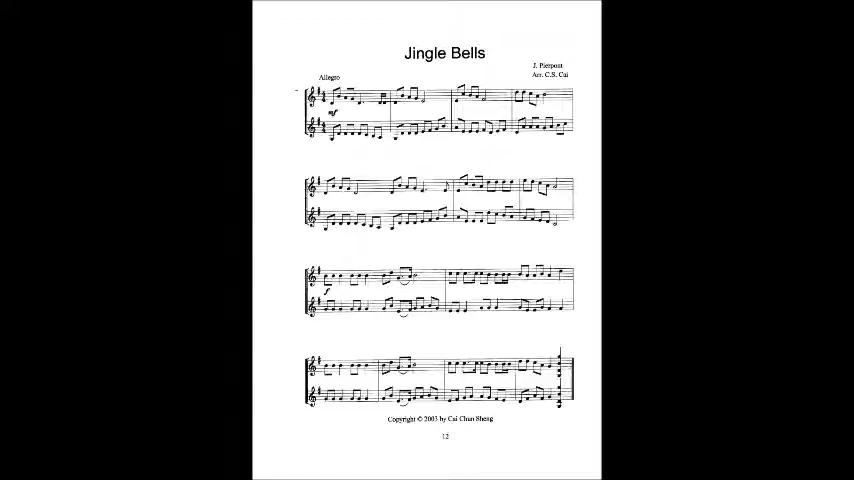 Jingle Bells
J. Pierpont
Arr. C.S. Cai
Allegro
mf
f
Copyright © 2003 by Cai Chun Sheng
12